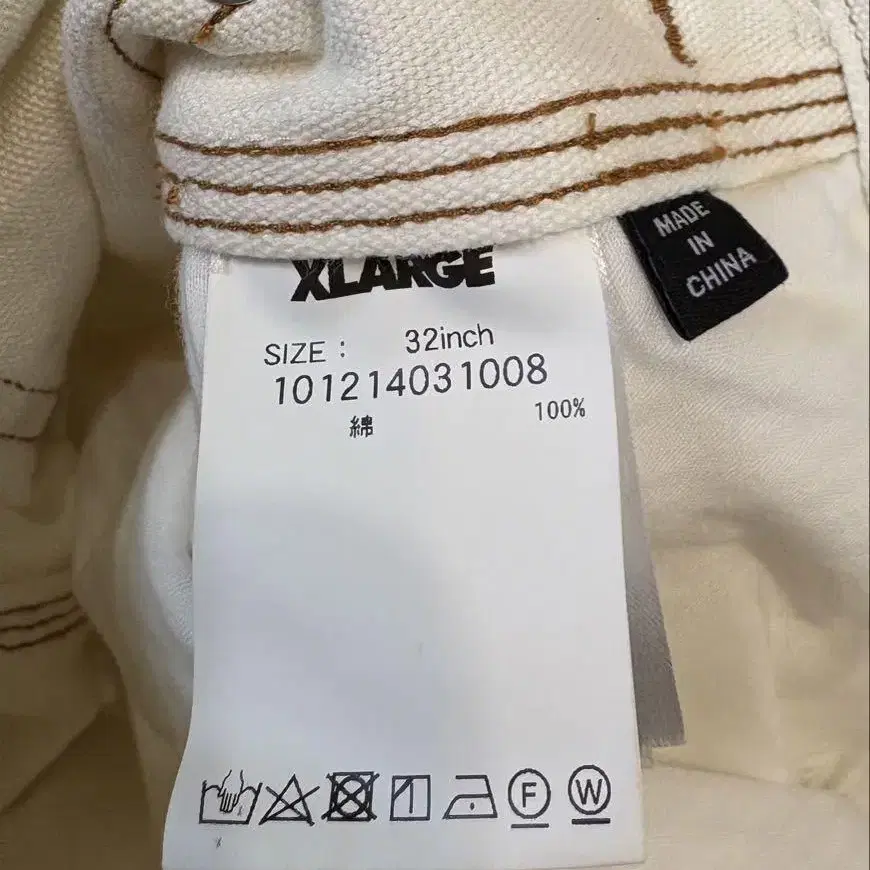 XLARGE
SIZE : 32inch
101214031008
綿 100%
MADE
IN
CHINA
F
W